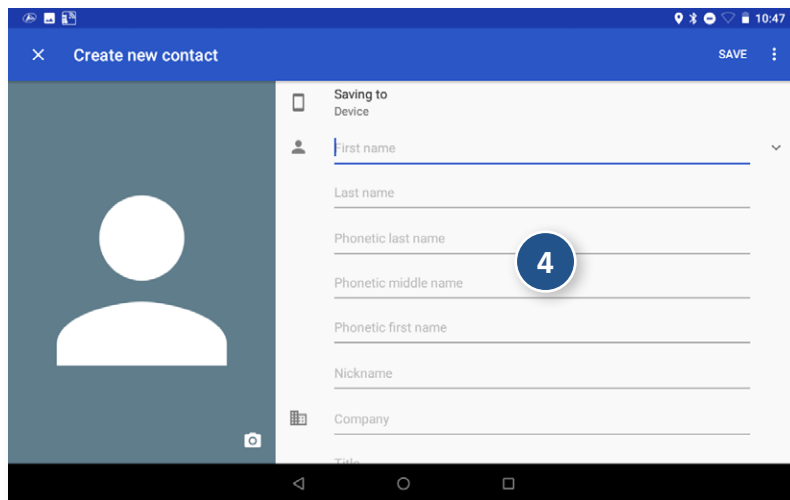 10:47
Create new contact
SAVE
Saving to
Device
First name
Last name
Phonetic last name
4
Phonetic middle name
Phonetic first name
Nickname
Company
Title